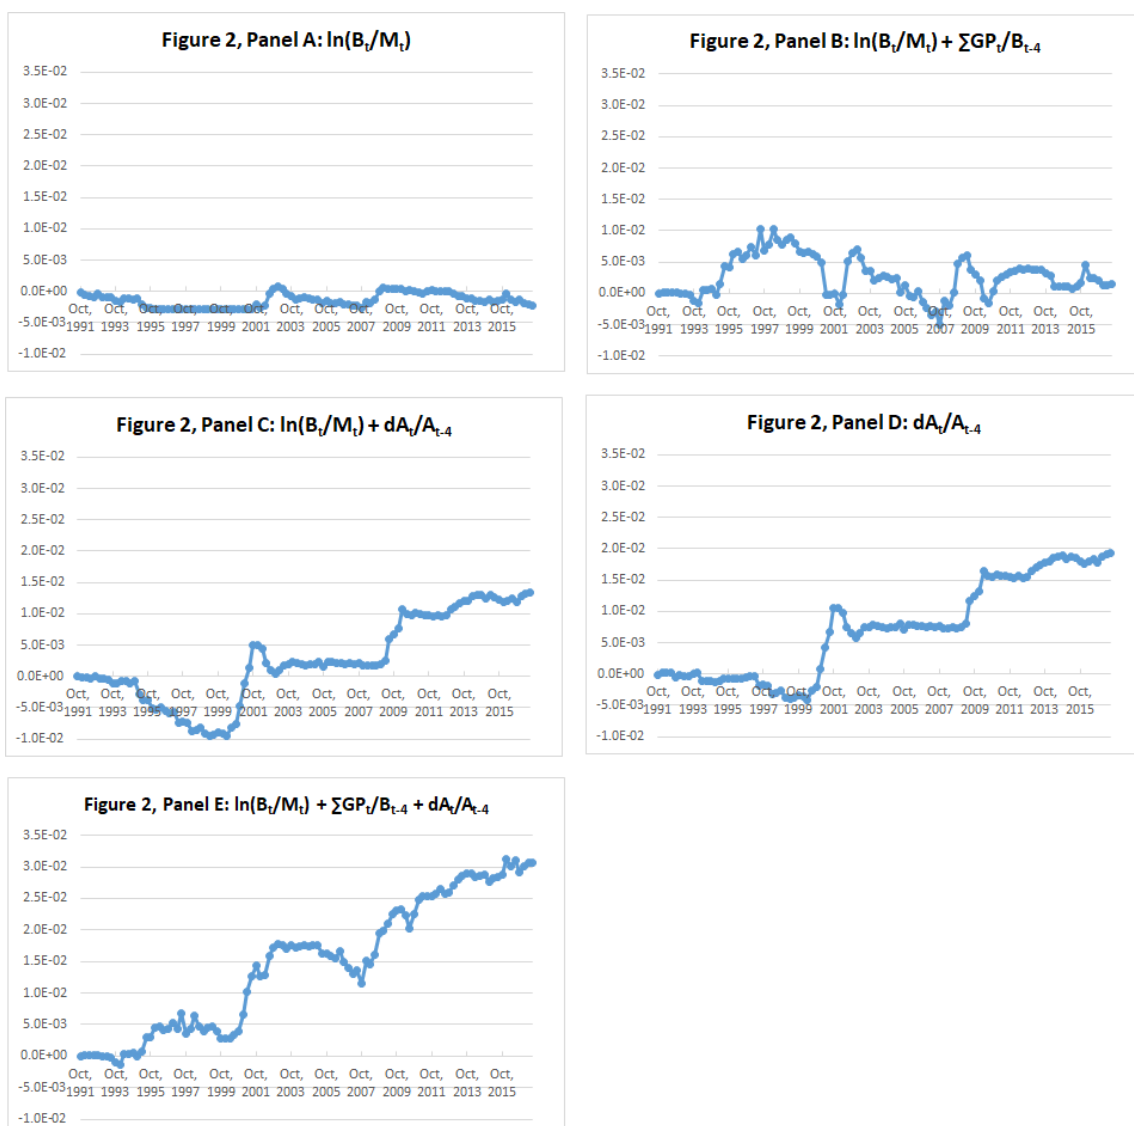 Figure 2, Panel A: ln(Bt/Mt)
3.5E-02
3.0E-02
2.5E-02
2.0E-02
1.5E-02
1.0E-02
5.0E-03
0.0E+00
-5.0E-03
-1.0E-02
Oct, Oct, Oct, Oct, Oct, Oct, Oct, Oct, Oct, Oct, Oct, Oct, Oct,
1991 1993 1995 1997 1999 2001 2003 2005 2007 2009 2011 2013 2015
Figure 2, Panel B: ln(Bt/Mt) + ∑GPt/Bt-4
3.5E-02
3.0E-02
2.5E-02
2.0E-02
1.5E-02
1.0E-02
5.0E-03
0.0E+00
-5.0E-03
-1.0E-02
Oct, Oct, Oct, Oct, Oct, Oct, Oct, Oct, Oct, Oct, Oct, Oct, Oct,
1991 1993 1995 1997 1999 2001 2003 2005 2007 2009 2011 2013 2015
Figure 2, Panel C: ln(Bt/Mt) + dAt/At-4
3.5E-02
3.0E-02
2.5E-02
2.0E-02
1.5E-02
1.0E-02
5.0E-03
0.0E+00
-5.0E-03
-1.0E-02
Oct, Oct, Oct, Oct, Oct, Oct, Oct, Oct, Oct, Oct, Oct, Oct, Oct,
1991 1993 1995 1997 1999 2001 2003 2005 2007 2009 2011 2013 2015
Figure 2, Panel D: dAt/At-4
3.5E-02
3.0E-02
2.5E-02
2.0E-02
1.5E-02
1.0E-02
5.0E-03
0.0E+00
-5.0E-03
-1.0E-02
Oct, Oct, Oct, Oct, Oct, Oct, Oct, Oct, Oct, Oct, Oct, Oct, Oct,
1991 1993 1995 1997 1999 2001 2003 2005 2007 2009 2011 2013 2015
Figure 2, Panel E: ln(Bt/Mt) + ∑GPt/Bt-4 + dAt/At-4
3.5E-02
3.0E-02
2.5E-02
2.0E-02
1.5E-02
1.0E-02
5.0E-03
0.0E+00
-5.0E-03
-1.0E-02
Oct, Oct, Oct, Oct, Oct, Oct, Oct, Oct, Oct, Oct, Oct, Oct, Oct,
1991 1993 1995 1997 1999 2001 2003 2005 2007 2009 2011 2013 2015